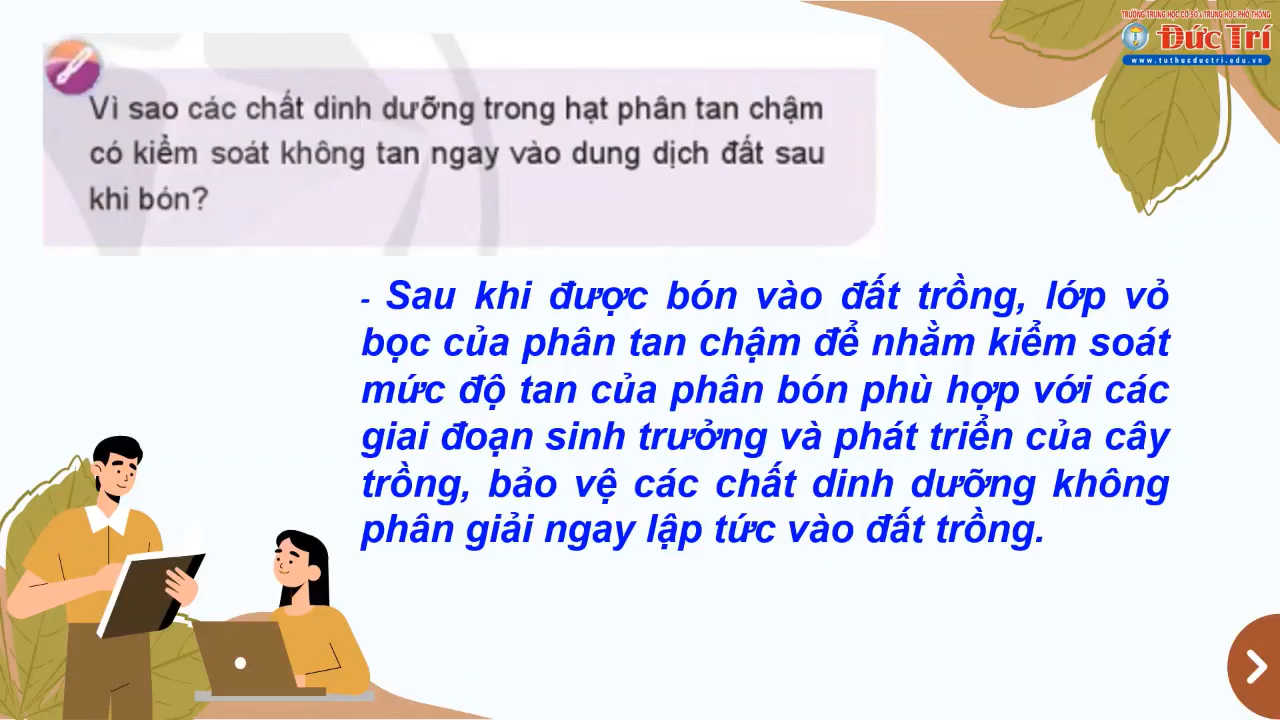 TRƯỜNG TRUNG HỌC CƠ SỞ & TRUNG HỌC PHỔ THÔNG
ĐỨC TRÍ
www.tuthucductri.edu.vn
Vì sao các chất dinh dưỡng trong hạt phân tan chậm
có kiểm soát không tan ngay vào dung dịch đất sau
khi bón?
- Sau khi được bón vào đất trồng, lớp vỏ
bọc của phân tan chậm để nhằm kiểm soát
mức độ tan của phân bón phù hợp với các
giai đoạn sinh trưởng và phát triển của cây
trồng, bảo vệ các chất dinh dưỡng không
phân giải ngay lập tức vào đất trồng.